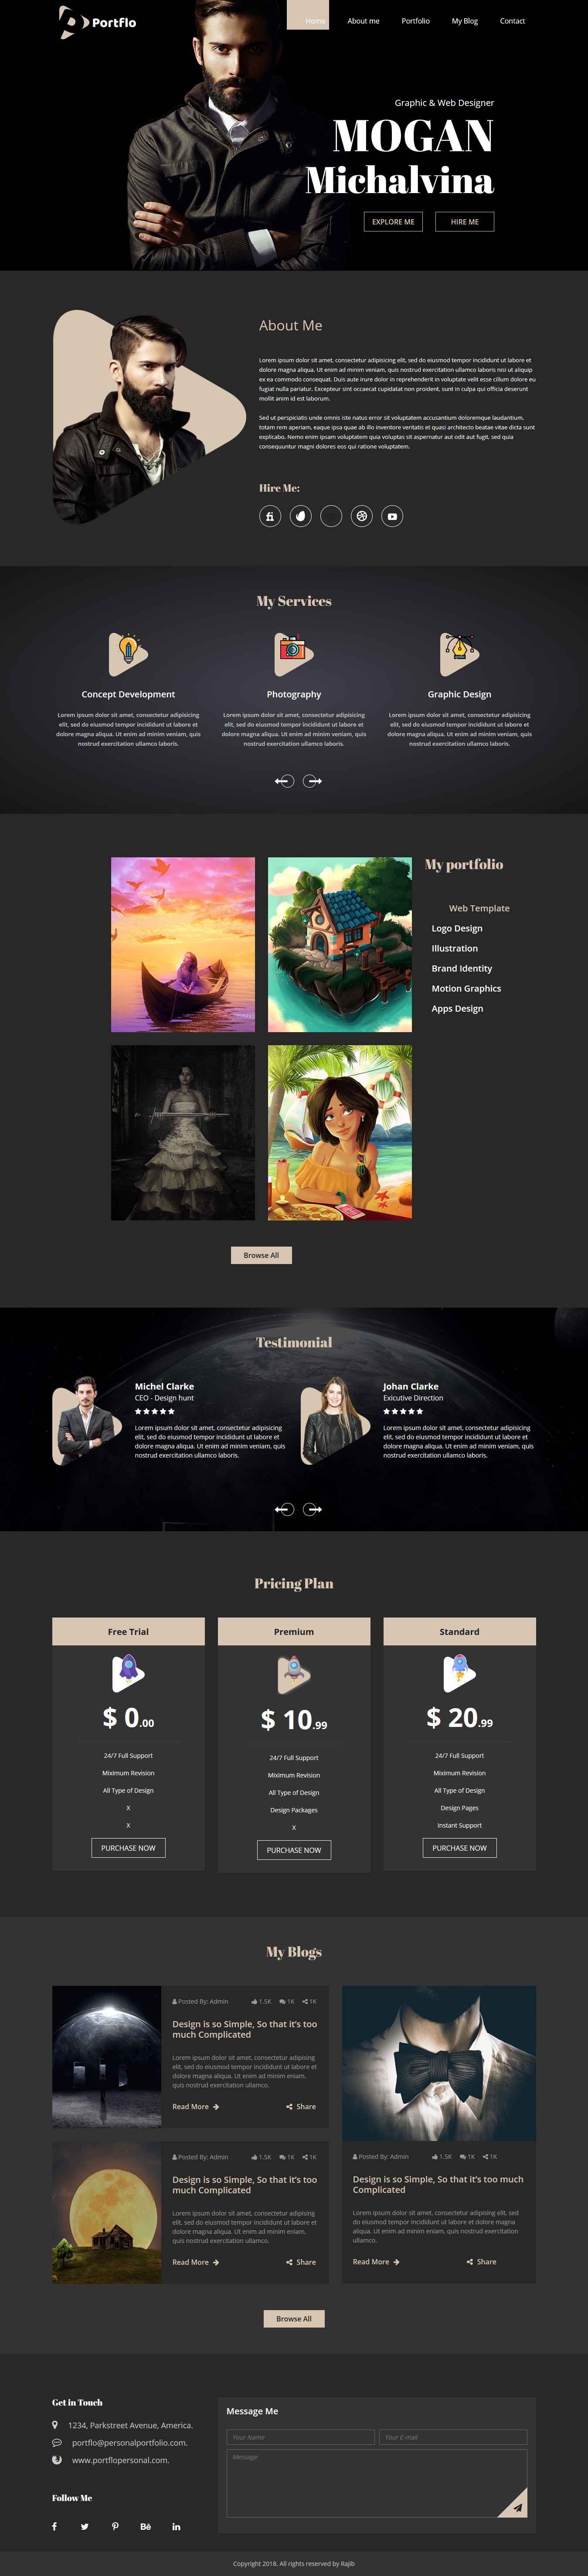 Portflo
Home
About me
Portfolio
My Blog
Contact
Graphic & Web Designer
MOGAN
Michalvina
EXPLORE ME
HIRE ME
About Me
Lorem ipsum dolor sit amet, consectetur adipisicing elit, sed do eiusmod tempor incididunt ut labore et
dolore magna aliqua. Ut enim ad minim veniam, quis nostrud exercitation ullamco laboris nisi ut aliquip
ex ea commodo consequat. Duis aute irure dolor in reprehenderit in voluptate velit esse cillum dolore eu
fugiat nulla pariatur. Excepteur sint occaecat cupidatat non proident, sunt in culpa qui officia deserunt
mollit anim id est laborum.
Sed ut perspiciatis unde omnis iste natus error sit voluptatem accusantium doloremque laudantium,
totam rem aperiam, eaque ipsa quae ab illo inventore veritatis et quasi architecto beatae vitae dicta sunt
explicabo. Nemo enim ipsam voluptatem quia voluptas sit aspernatur aut odit aut fugit, sed quia
consequuntur magni dolores eos qui ratione voluptatem.
Hire Me:
fi
My Services
Concept Development
Lorem ipsum dolor sit amet, consectetur adipisicing
elit, sed do eiusmod tempor incididunt ut labore et
dolore magna aliqua. Ut enim ad minim veniam, quis
nostrud exercitation ullamco laboris.
Photography
Lorem ipsum dolor sit amet, consectetur adipisicing
elit, sed do eiusmod tempor incididunt ut labore et
dolore magna aliqua. Ut enim ad minim veniam, quis
nostrud exercitation ullamco laboris.
Graphic Design
Lorem ipsum dolor sit amet, consectetur adipisicing
elit, sed do eiusmod tempor incididunt ut labore et
dolore magna aliqua. Ut enim ad minim veniam, quis
nostrud exercitation ullamco laboris.
My portfolio
Web Template
Logo Design
Illustration
Brand Identity
Motion Graphics
Apps Design
Browse All
Testimonial
Michel Clarke
CEO - Design hunt
Lorem ipsum dolor sit amet, consectetur adipisicing
elit, sed do eiusmod tempor incididunt ut labore et
dolore magna aliqua. Ut enim ad minim veniam, quis
nostrud exercitation ullamco laboris.
Johan Clarke
Exicutive Direction
Lorem ipsum dolor sit amet, consectetur adipisicing
elit, sed do eiusmod tempor incididunt ut labore et
dolore magna aliqua. Ut enim ad minim veniam, quis
nostrud exercitation ullamco laboris.
Pricing Plan
Free Trial
$ 0.00
24/7 Full Support
Miximum Revision
All Type of Design
X
X
PURCHASE NOW
Premium
$ 10.99
24/7 Full Support
Miximum Revision
All Type of Design
Design Packages
X
PURCHASE NOW
Standard
$ 20.99
24/7 Full Support
Miximum Revision
All Type of Design
Design Pages
Instant Support
PURCHASE NOW
My Blogs
Posted By: Admin 1.5K 1K 1K
Design is so Simple, So that it's too
much Complicated
Lorem ipsum dolor sit amet, consectetur adipisicing
elit, sed do eiusmod tempor incididunt ut labore et
dolore magna aliqua. Ut enim ad minim veniam,
quis nostrud exercitation ullamco.
Read More
Share
Posted By: Admin 1.5K 1K 1K
Design is so Simple, So that it's too
much Complicated
Lorem ipsum dolor sit amet, consectetur adipisicing
elit, sed do eiusmod tempor incididunt ut labore et
dolore magna aliqua. Ut enim ad minim veniam,
quis nostrud exercitation ullamco.
Read More
Share
Posted By: Admin 1.5K 1K 1K
Design is so Simple, So that it's too much
Complicated
Lorem ipsum dolor sit amet, consectetur adipisicing elit, sed
do eiusmod tempor incididunt ut labore et dolore magna
aliqua. Ut enim ad minim veniam, quis nostrud exercitation
ullamco.
Read More
Share
Browse All
Get in Touch
1234, Parkstreet Avenue, America.
portflo@personalportfolio.com.
www.portflopersonal.com.
Follow Me
Bē
in
Message Me
Your Name
Your E-mail
Message
Copyright 2018, All rights reserved by Rajib